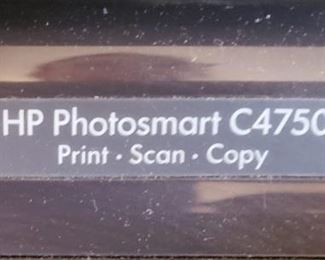 HP Photosmart C4750
Print · Scan · Copy